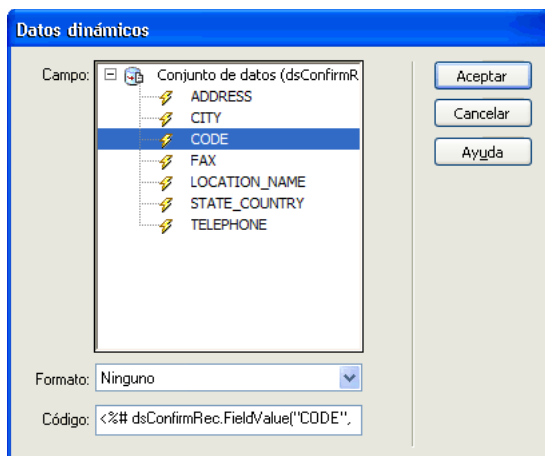 Datos dinámicos
Campo:
Conjunto de datos (dsConfirmR
ADDRESS
CITY
CODE
FAX
LOCATION_NAME
STATE_COUNTRY
TELEPHONE
Aceptar
Cancelar
Ayuda
Formato: Ninguno
Código: <%# dsConfirmRec.FieldValue("CODE",